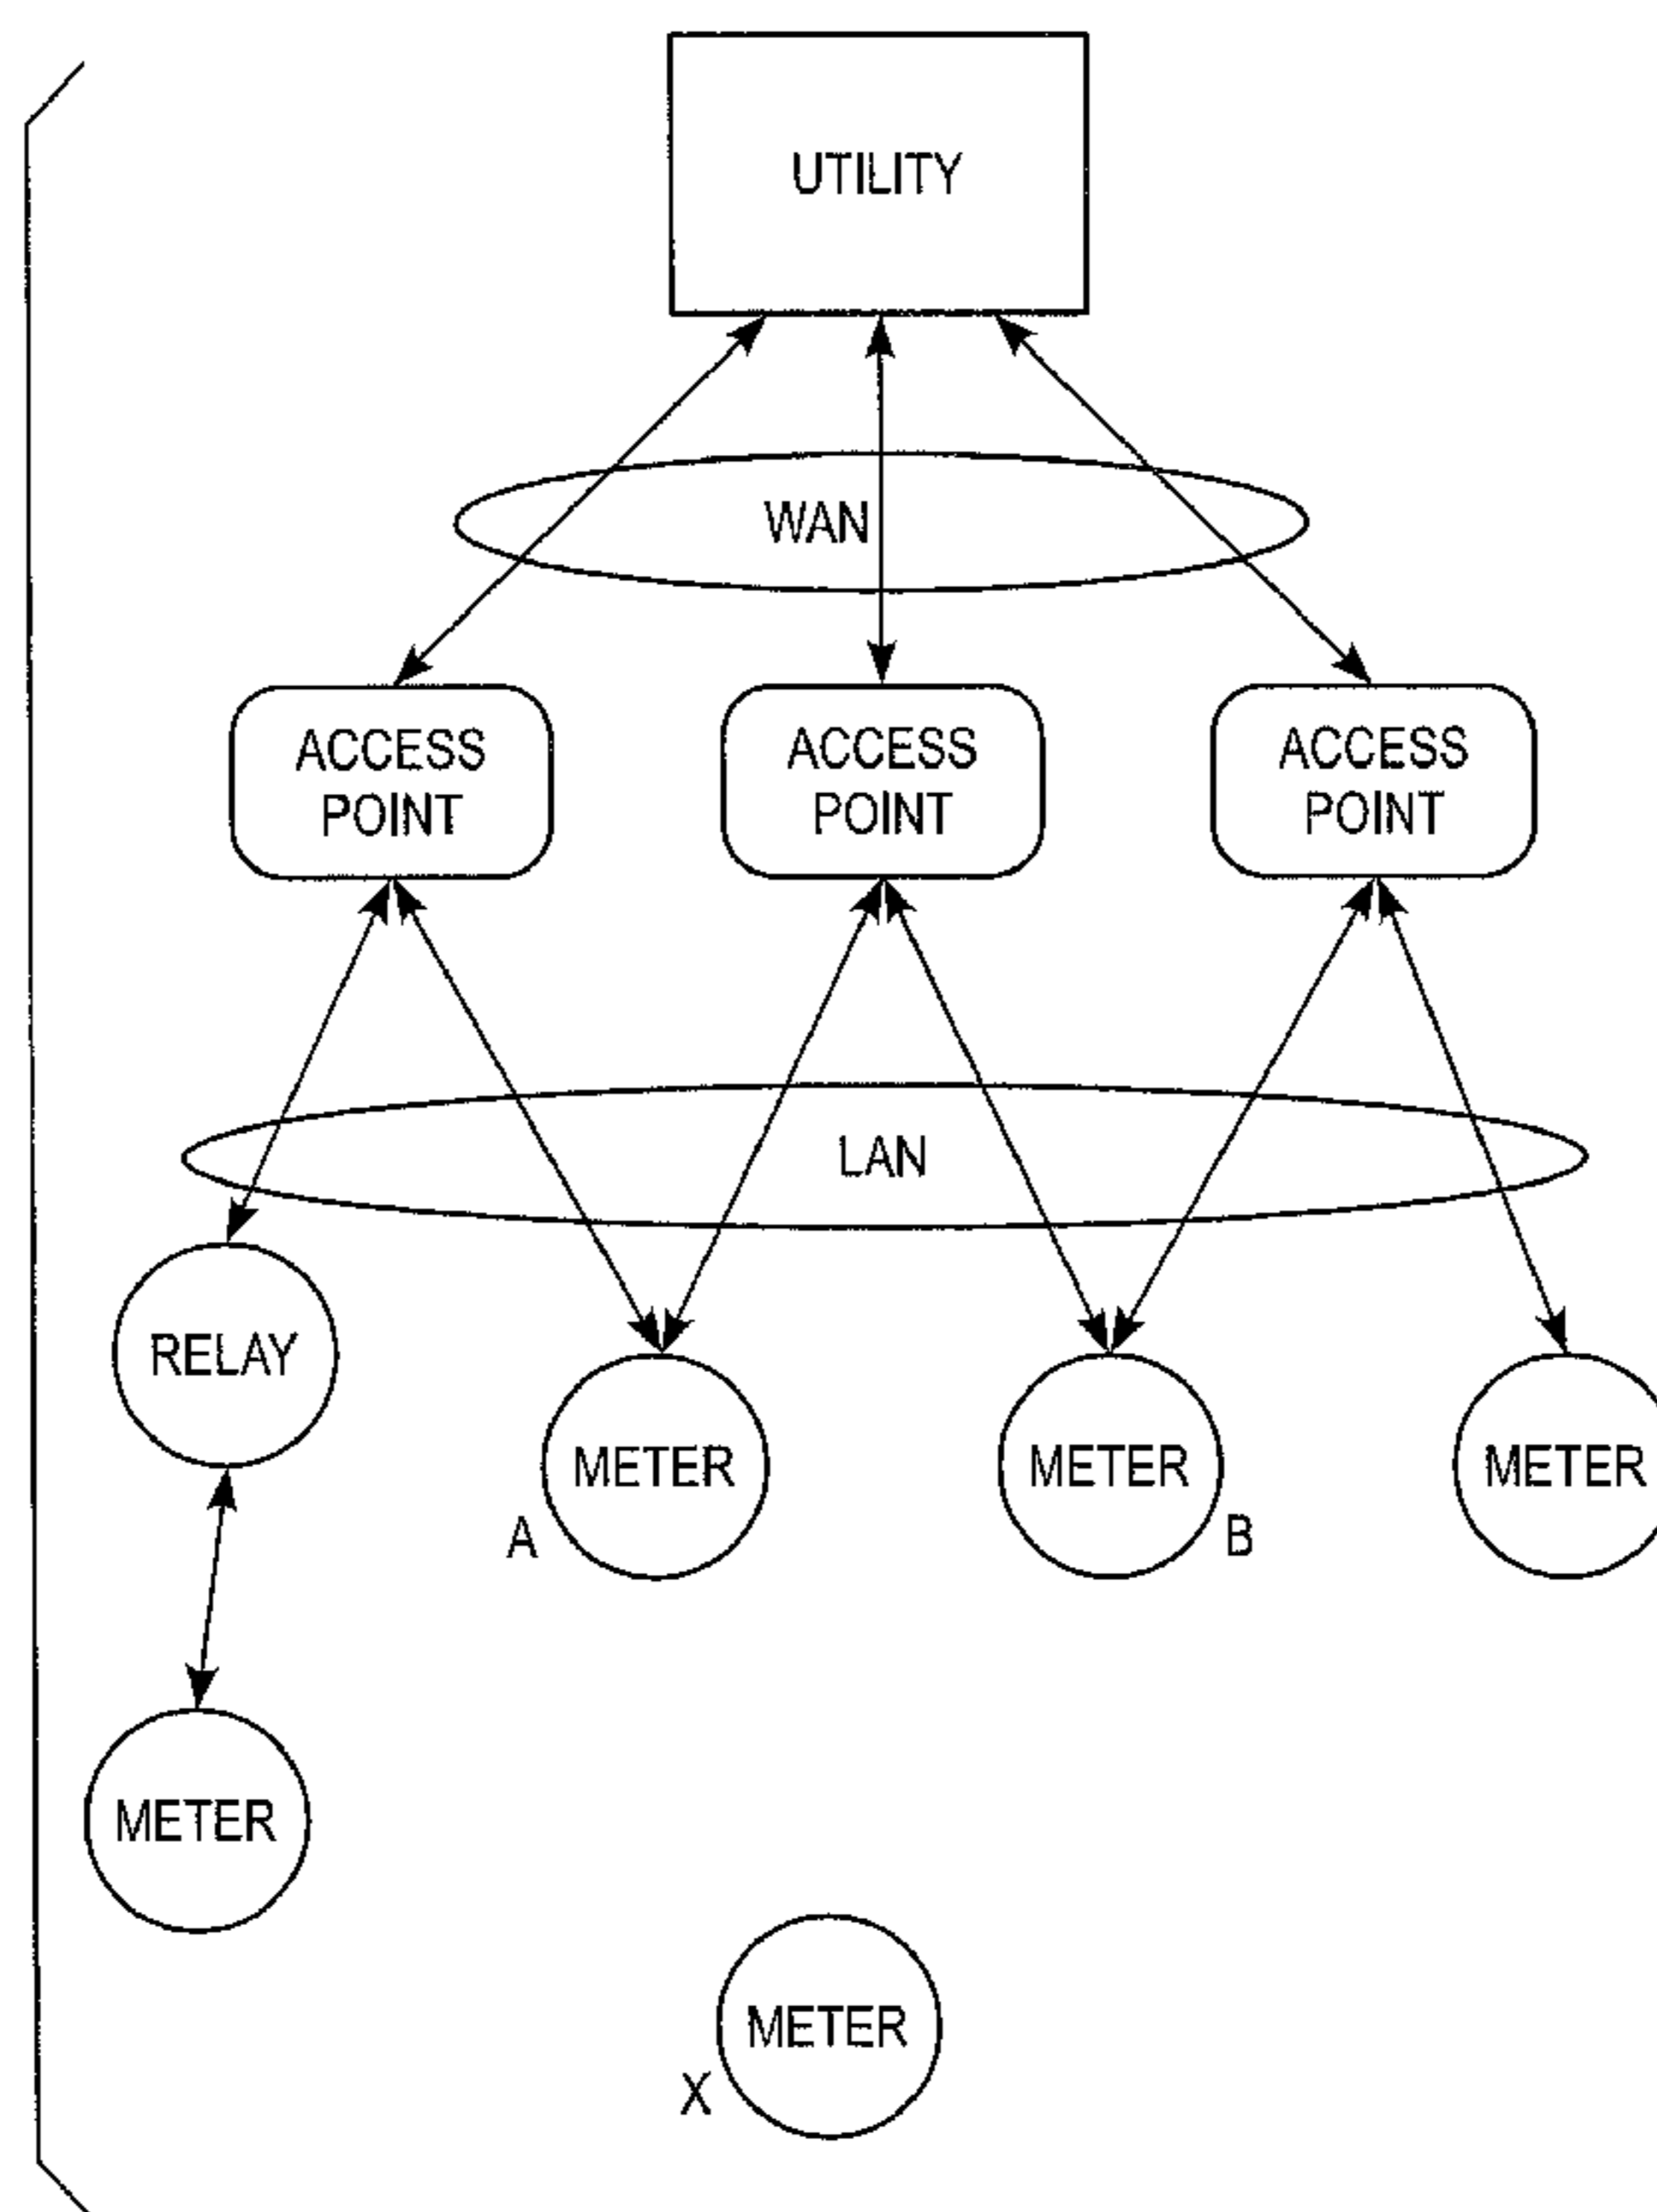 UTILITY
WAN
ACCESS
POINT
ACCESS
POINT
ACCESS
POINT
LAN
RELAY
METER
A
METER
B
METER
METER
METER
X